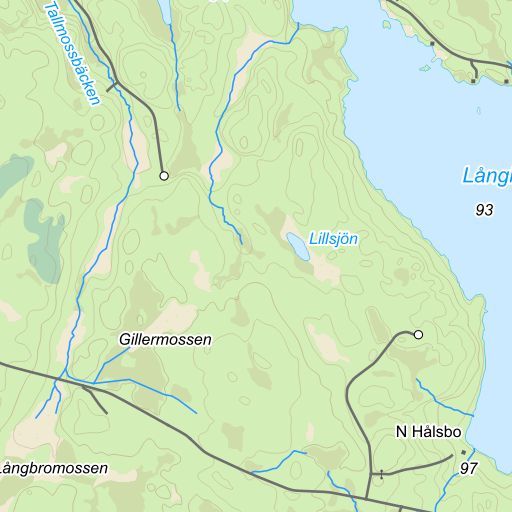 Tallmossbäcken
Lång
93
Lillsjön
Gillermossen
N Hålsbo
97
Långbromossen